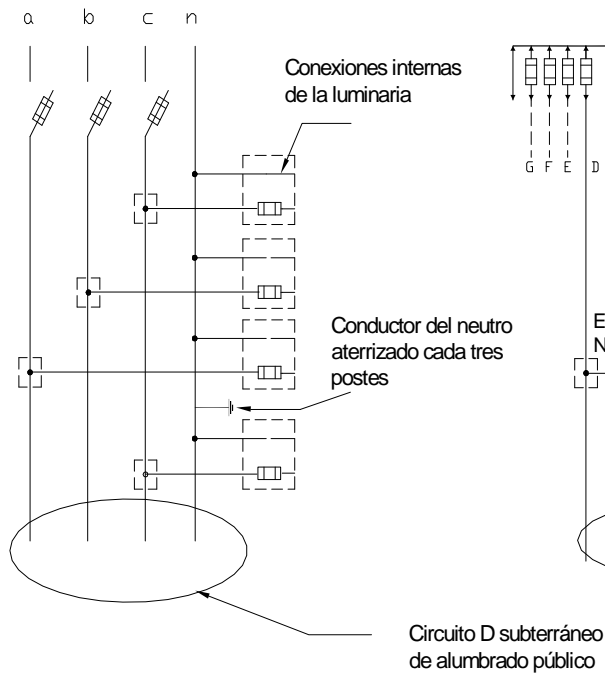 a b c n
Conexiones internas
de la luminaria
G F E D
E
N
Conductor del neutro
aterrizado cada tres
postes
Circuito D subterráneo
de alumbrado público